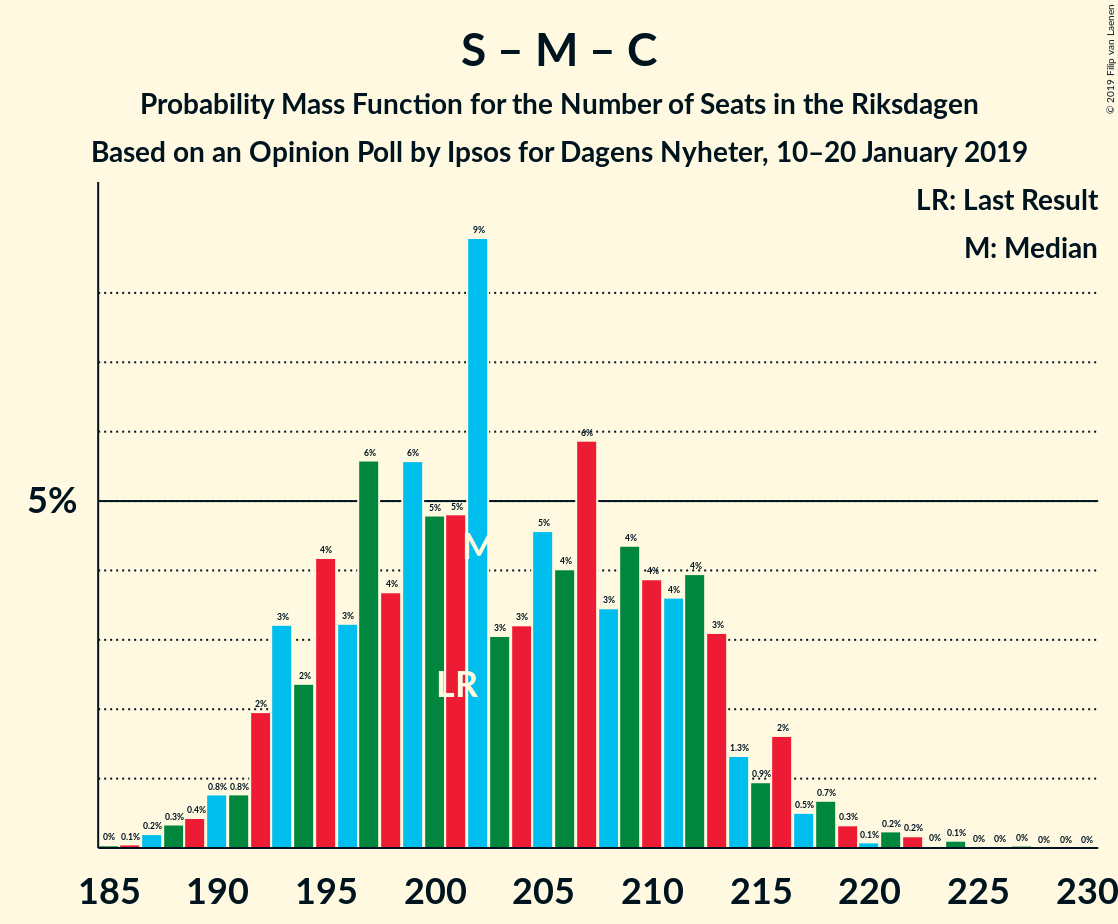 © 2019 Filip van Laenen
S – M – C
Probability Mass Function for the Number of Seats in the Riksdagen
Based on an Opinion Poll by Ipsos for Dagens Nyheter, 10–20 January 2019
LR: Last Result
M: Median
5%
0% 0.1% 0.2% 0.3% 0.4% 0.8% 0.8% 2% 3% 2% 4% 3% 6% 4% 6% 5% 5% 9% 3% 3% 5% 4% 6% 3% 4% 4% 4% 4% 3% 1.3% 0.9% 2% 0.5% 0.7% 0.3% 0.1% 0.2% 0.2% 0% 0.1% 0% 0% 0% 0% 0% 0%
M
LR
185 190 195 200 205 210 215 220 225 230